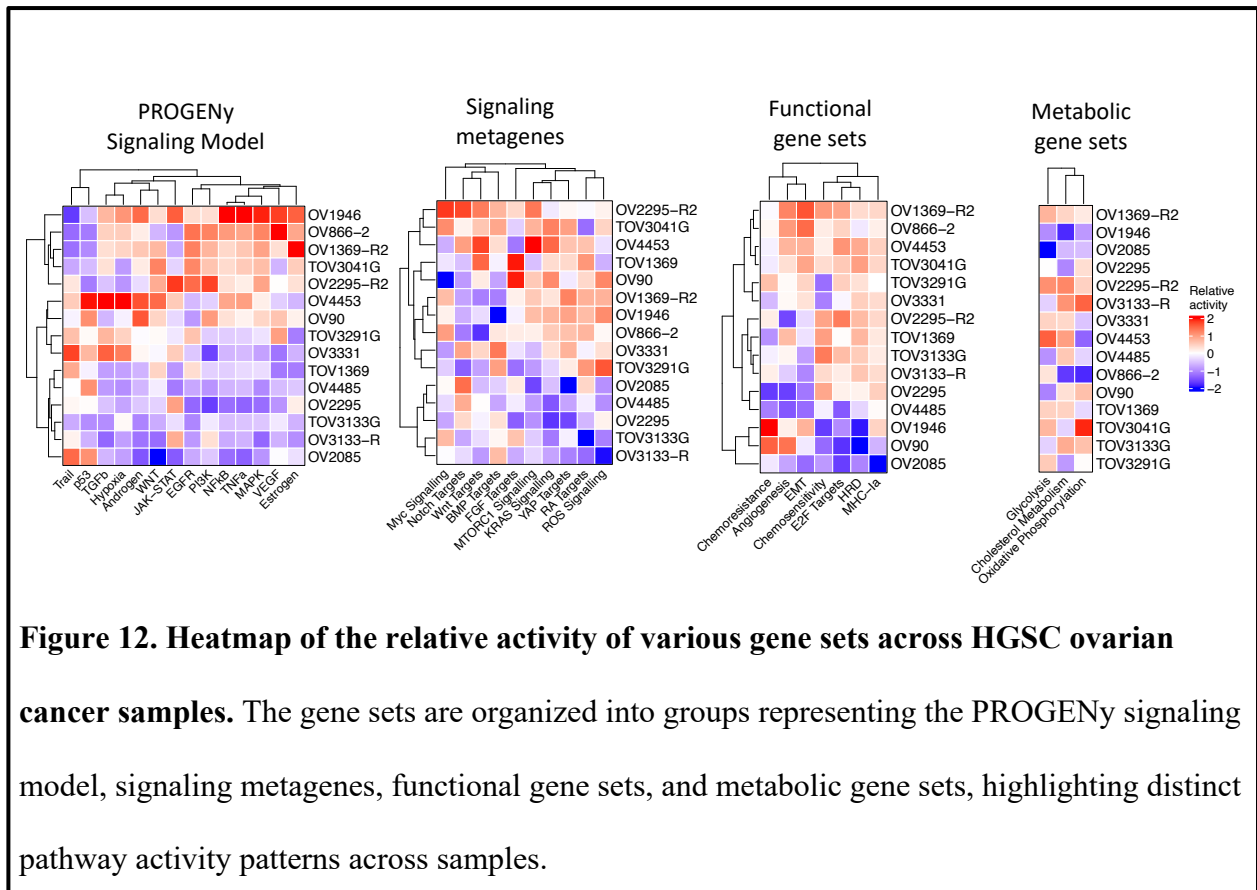 PROGENy
Signaling Model
Signaling
metagenes
Functional
gene sets
Metabolic
gene sets
OV1946
OV866−2
OV1369−R2
TOV3041G
OV2295−R2
OV4453
OV90
TOV3291G
OV3331
TOV1369
OV4485
OV2295
TOV3133G
OV3133−R
OV2085
Trail
p53
TGFb
Hypoxia
Androgen
WNT
JAK−STAT
EGFR
PI3K
NFkB
TNFa
MAPK
VEGF
Estrogen
OV2295−R2
TOV3041G
OV4453
TOV1369
OV90
OV1369−R2
OV1946
OV866−2
OV3331
TOV3291G
OV2085
OV4485
OV2295
TOV3133G
OV3133−R
Myc Signalling
Notch Targets
Wnt Targets
BMP Targets
FGF Targets
MTORC1 Signalling
KRAS Signalling
YAP Targets
RA Targets
ROS Signalling
OV1369−R2
OV866−2
OV4453
TOV3041G
TOV3291G
OV3331
OV2295−R2
TOV1369
TOV3133G
OV3133−R
OV2295
OV4485
OV1946
OV90
OV2085
Chemoresistance
Angiogenesis
EMT
Chemosensitivity
E2F Targets
HRD
MHC−Ia
OV1369−R2
OV1946
OV2085
OV2295
OV2295−R2
OV3133−R
OV3331
OV4453
OV4485
OV866−2
OV90
TOV1369
TOV3041G
TOV3133G
TOV3291G
Glycolysis
Cholesterol Metabolism
Oxidative Phosphorylation
Relative
activity
2
1
0
−1
−2
Figure 12. Heatmap of the relative activity of various gene sets across HGSC ovarian
cancer samples. The gene sets are organized into groups representing the PROGENy signaling
model, signaling metagenes, functional gene sets, and metabolic gene sets, highlighting distinct
pathway activity patterns across samples.